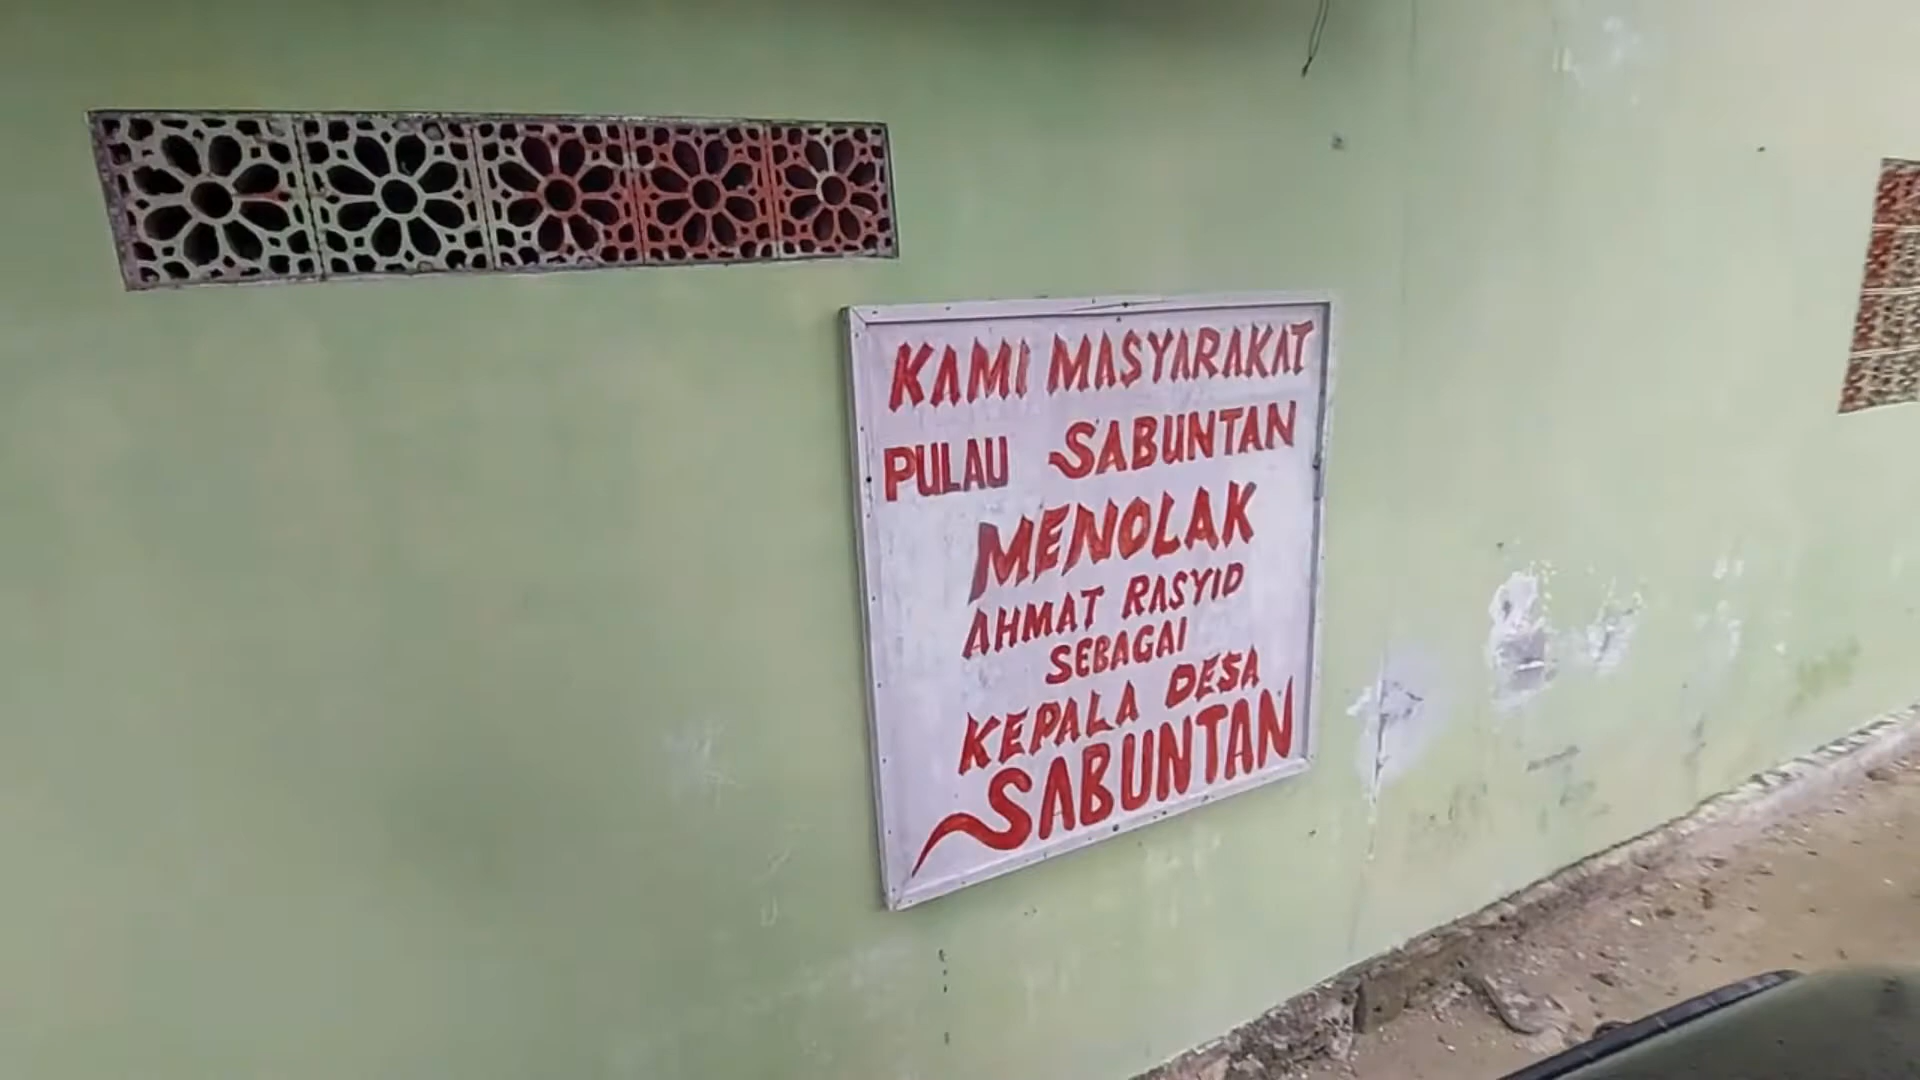 KAMI MASYARAKAT
PULAU SABUNTAN
MENOLAK
AHMAT RASYID
SEBAGAI
KEPALA DESA
SABUNTAN